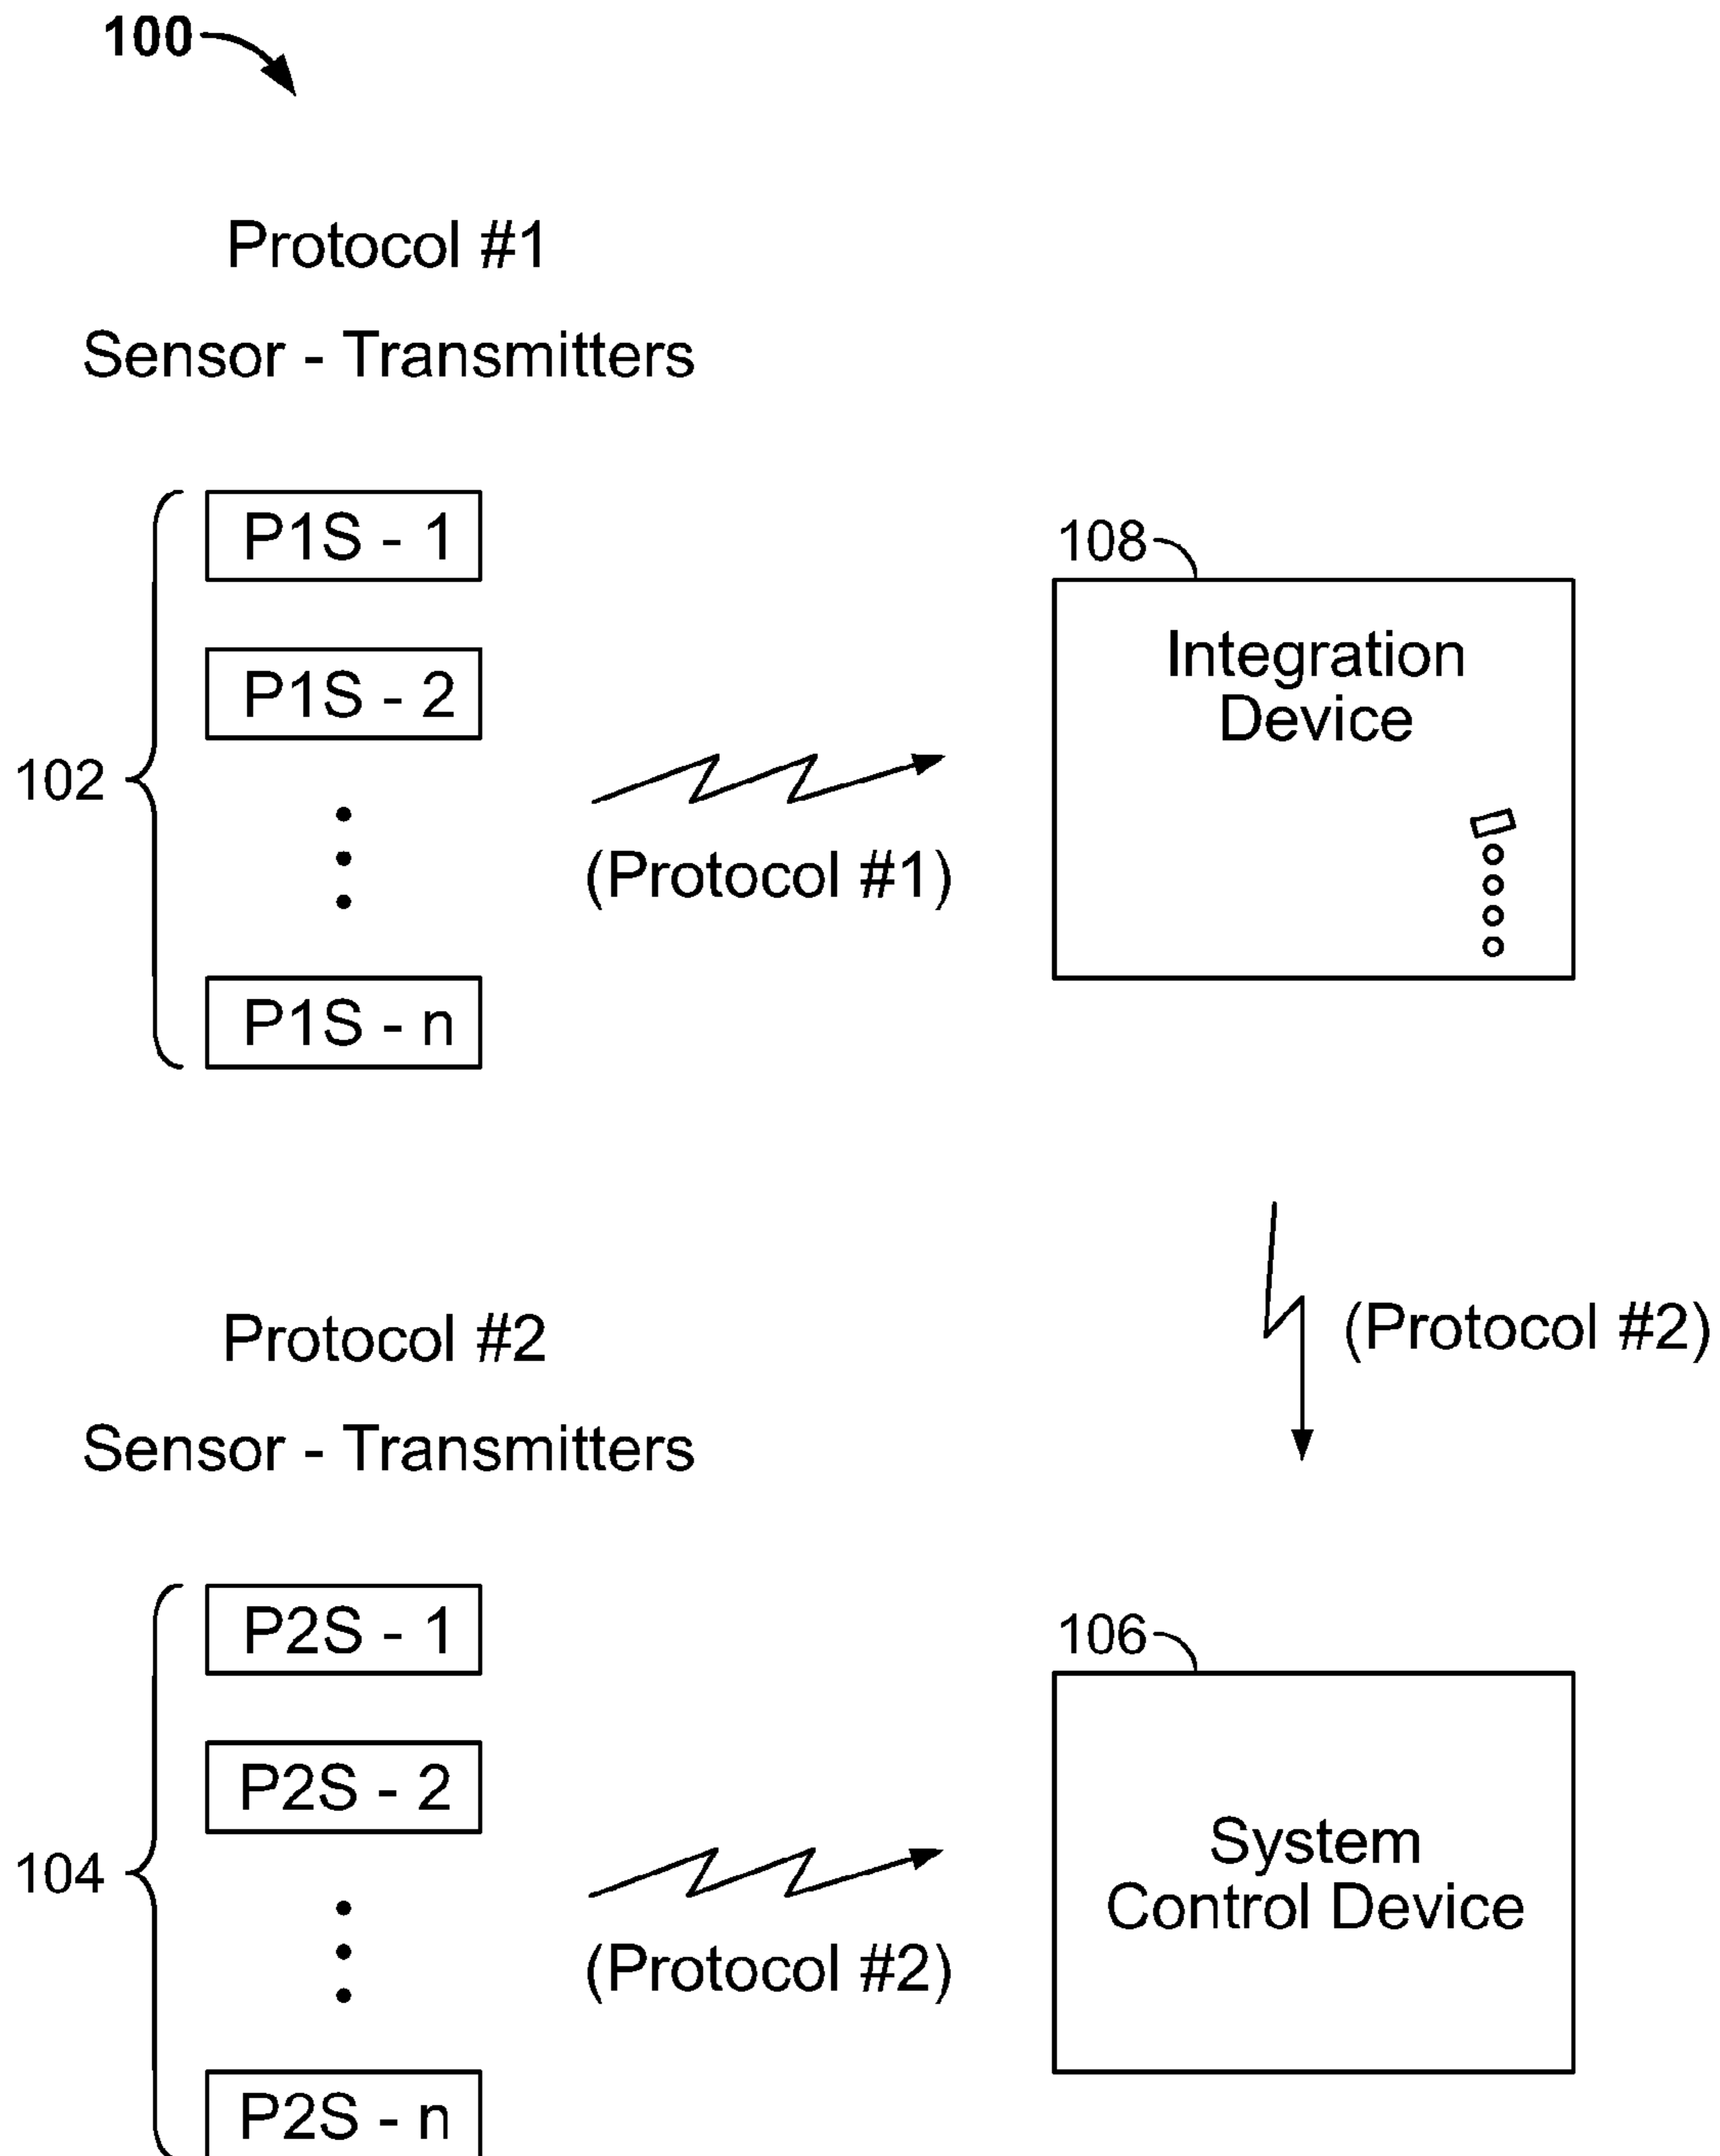 100
Protocol #1
Sensor - Transmitters
102
P1S - 1
P1S - 2
P1S - n
(Protocol #1)
108
Integration
Device
(Protocol #2)
Protocol #2
Sensor - Transmitters
104
P2S - 1
P2S - 2
P2S - n
(Protocol #2)
106
System
Control Device